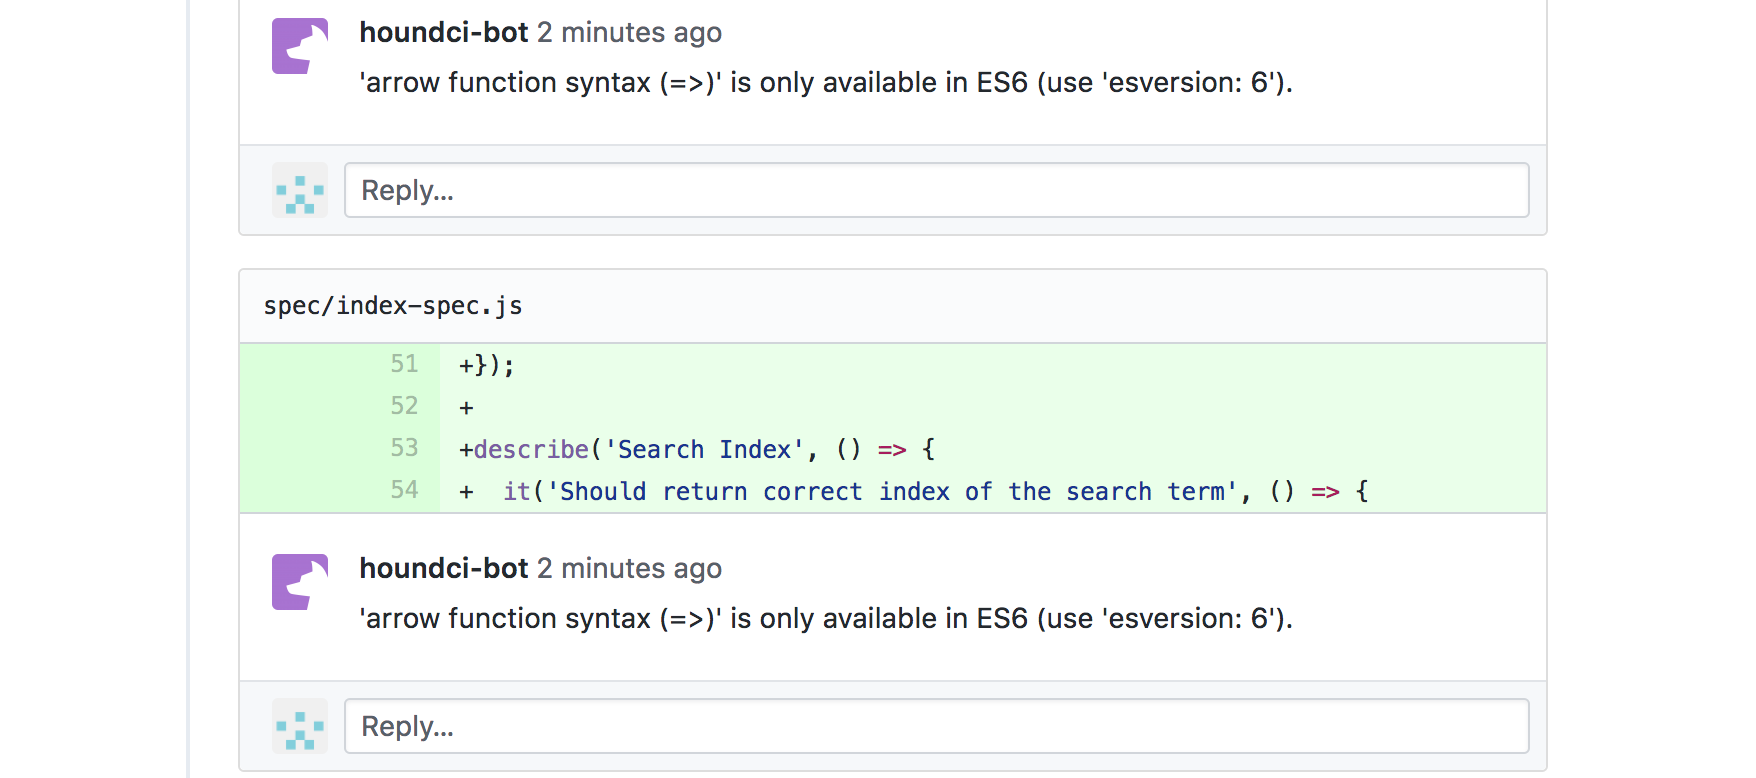 houndci-bot 2 minutes ago
'arrow function syntax (=>)' is only available in ES6 (use 'esversion: 6').
Reply...
spec/index-spec.js
51 +});
52 +
53 +describe('Search Index', () => {
54 +  it('Should return correct index of the search term', () => {
houndci-bot 2 minutes ago
'arrow function syntax (=>)' is only available in ES6 (use 'esversion: 6').
Reply...